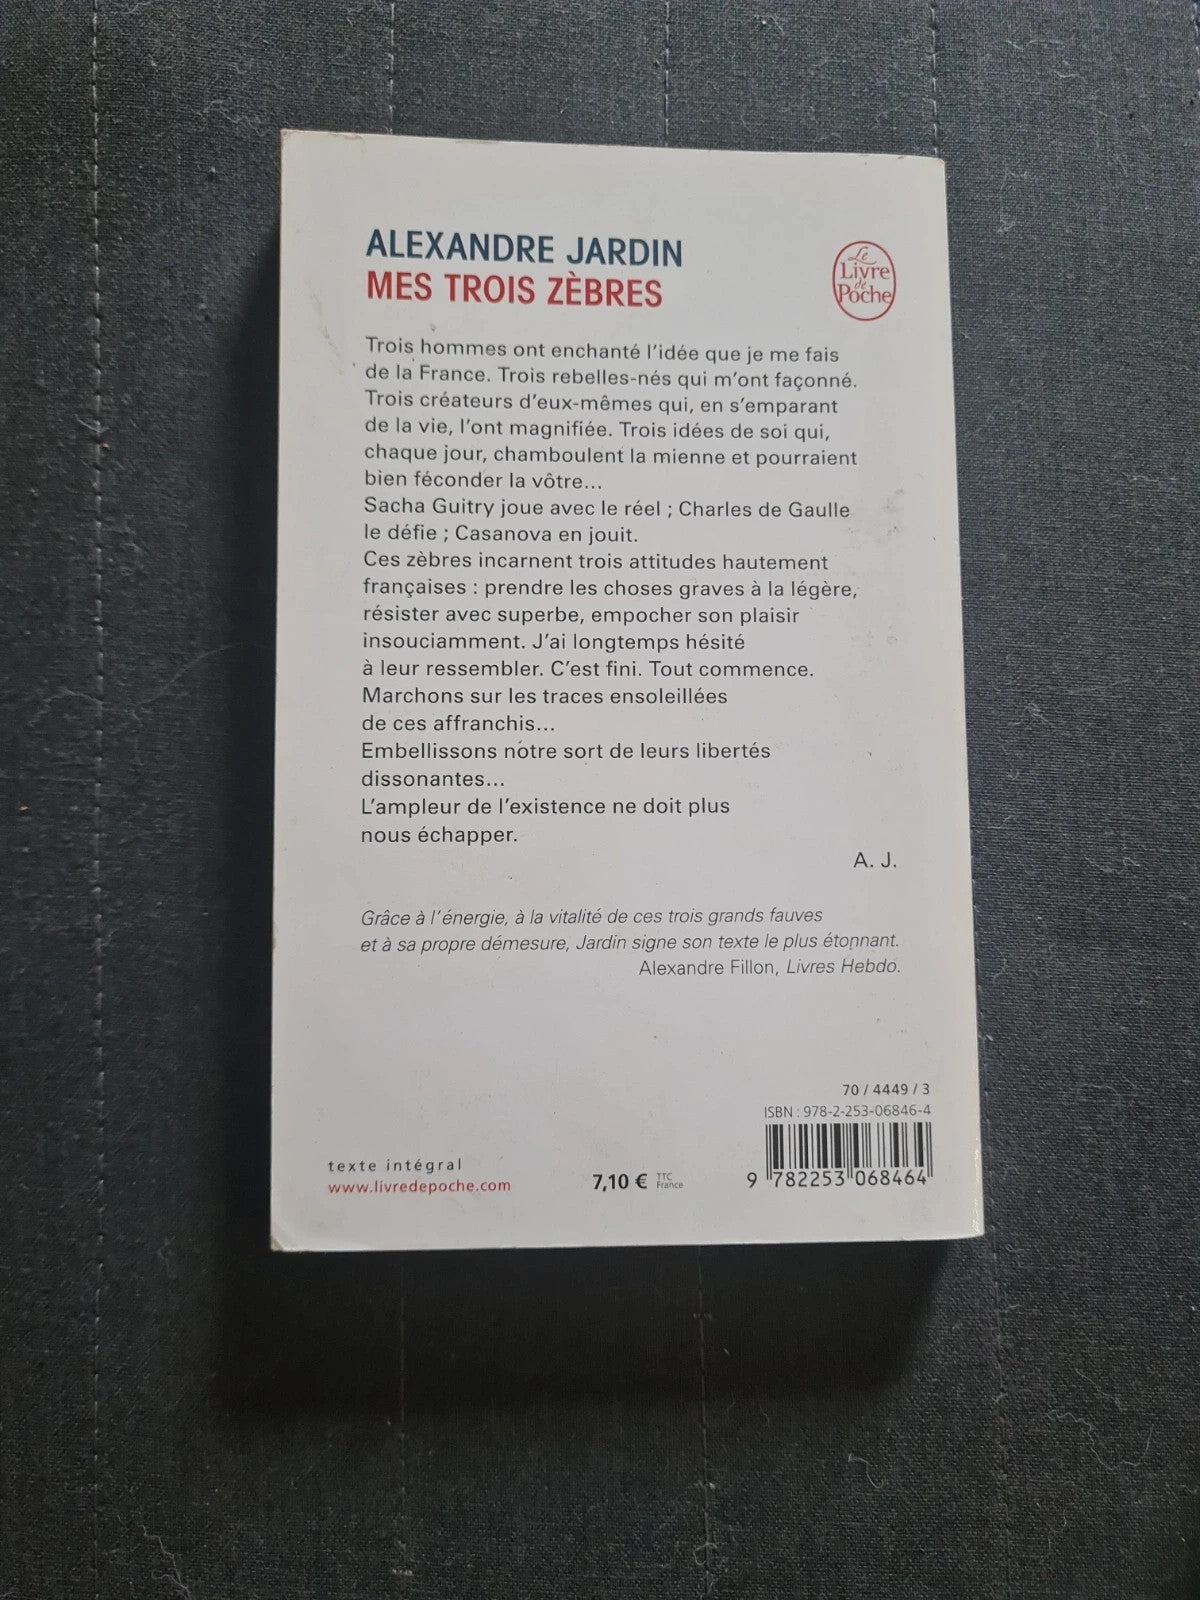 ALEXANDRE JARDIN
MES TROIS ZÈBRES
Le
Livre
de
Poche
Trois hommes ont enchanté l'idée que je me fais
de la France. Trois rebelles-nés qui m'ont façonné.
Trois créateurs d'eux-mêmes qui, en s'emparant
de la vie, l'ont magnifiée. Trois idées de soi qui,
chaque jour, chamboulent la mienne et pourraient
bien féconder la vôtre...
Sacha Guitry joue avec le réel ; Charles de Gaulle
le défie ; Casanova en jouit.
Ces zèbres incarnent trois attitudes hautement
françaises : prendre les choses graves à la légère,
résister avec superbe, empocher son plaisir
insouciamment. J'ai longtemps hésité
à leur ressembler. C'est fini. Tout commence.
Marchons sur les traces ensoleillées
de ces affranchis...
Embellissons notre sort de leurs libertés
dissonantes...
L'ampleur de l'existence ne doit plus
nous échapper.
A. J.
Grâce à l'énergie, à la vitalité de ces trois grands fauves
et à sa propre démesure, Jardin signe son texte le plus étonnant.
Alexandre Fillon, Livres Hebdo.
70 / 4449 / 3
ISBN : 978-2-253-06846-4
texte intégral
www.livredepoche.com
7,10 € TTC
France
9 782253 068464